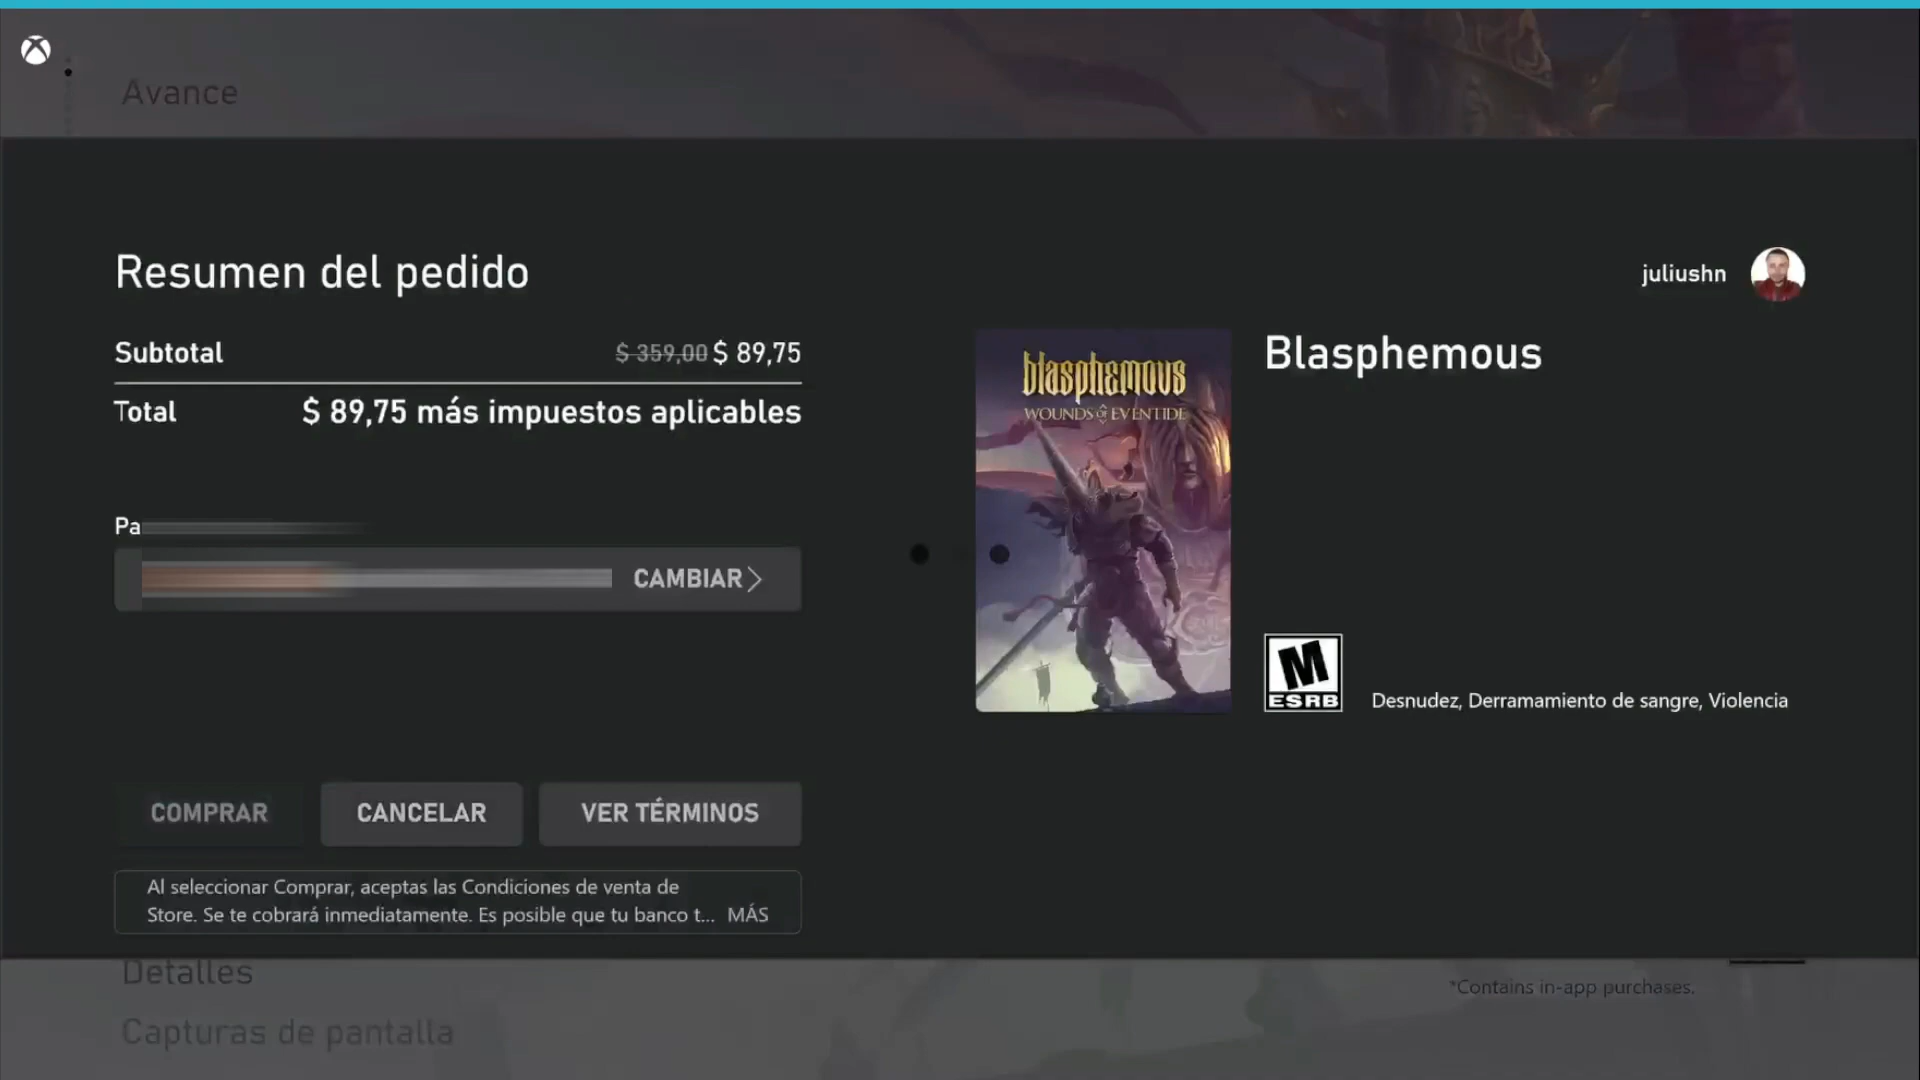 Avance
Resumen del pedido
juliushn
Subtotal $ 359,00 $ 89,75
Total $ 89,75 más impuestos aplicables
Blasphemous
blasphemous
WOUNDS OF EVENTIDE
Pa
CAMBIAR
M
ESRB
Desnudez, Derramamiento de sangre, Violencia
COMPRAR CANCELAR VER TÉRMINOS
Al seleccionar Comprar, aceptas las Condiciones de venta de
Store. Se te cobrará inmediatamente. Es posible que tu banco t... MÁS
Detalles
*Contains in-app purchases.
Capturas de pantalla